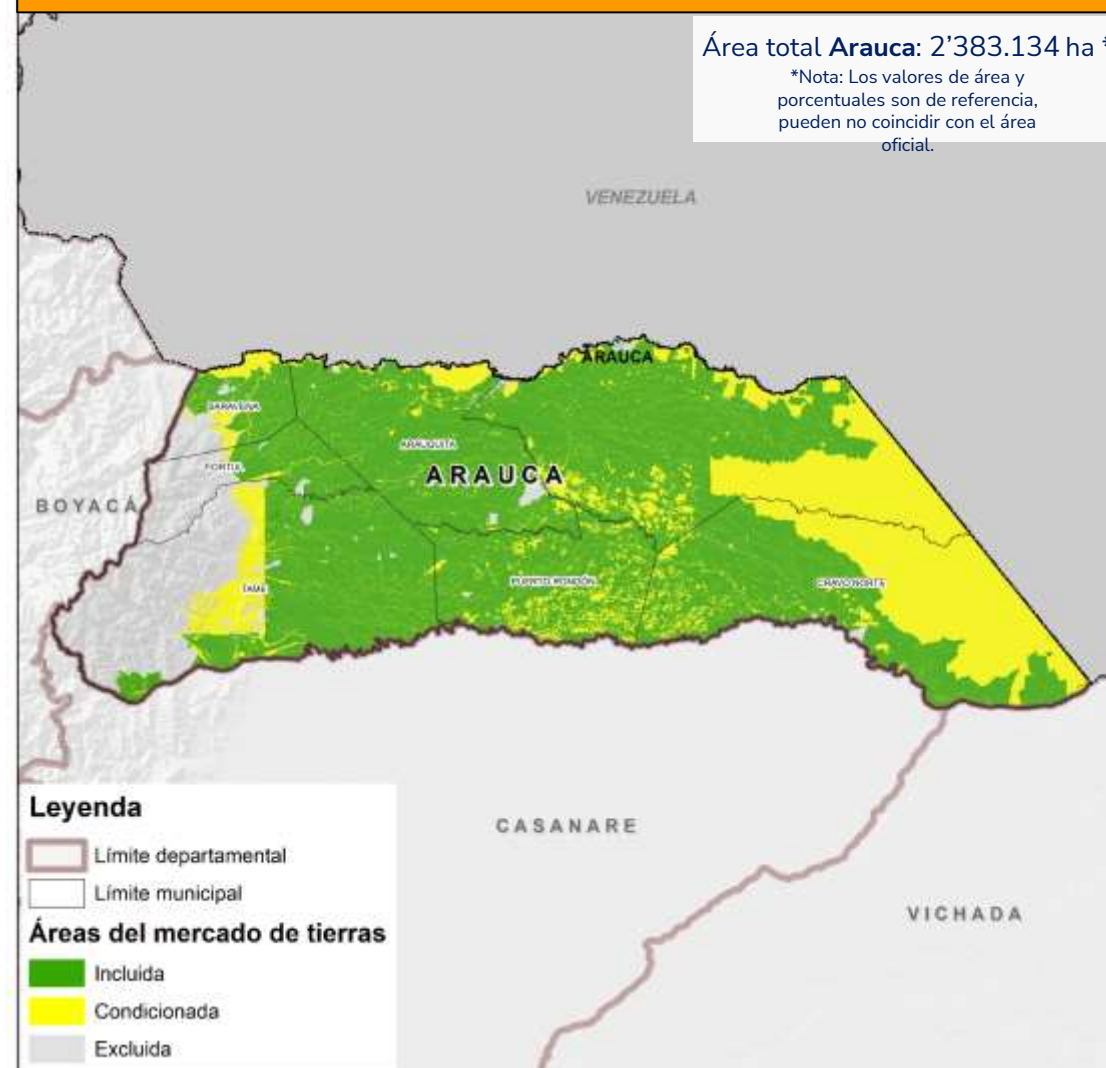 Área total Arauca: 2’383.134 ha *
*Nota: Los valores de área y
porcentuales son de referencia,
pueden no coincidir con el área
oficial.
VENEZUELA
ARAUCA
SARAVENA
ARAUQUITA
FORTUL
ARAUCA
BOYACÁ
PUERTO RONDÓN
CRAVO NORTE
TAME
Leyenda
Límite departamental
Límite municipal
Áreas del mercado de tierras
Incluida
Condicionada
Excluida
CASANARE
VICHADA